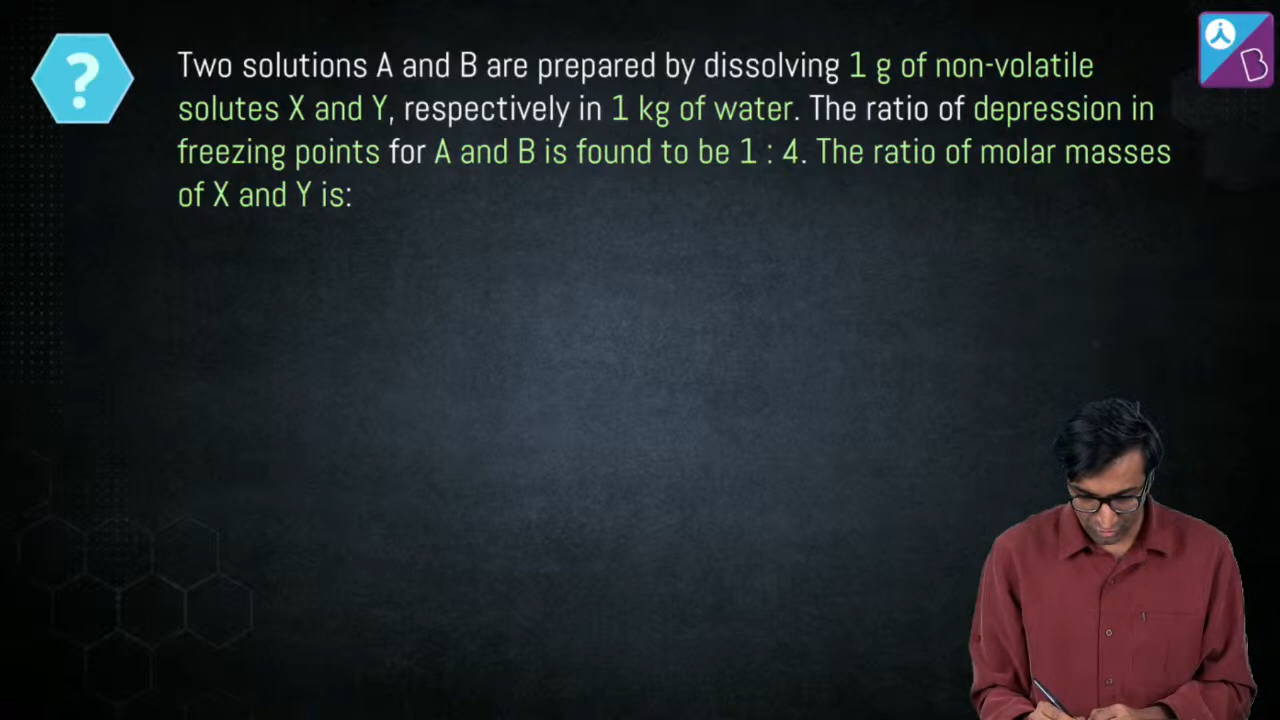 ?
Two solutions A and B are prepared by dissolving 1 g of non-volatile
solutes X and Y, respectively in 1 kg of water. The ratio of depression in
freezing points for A and B is found to be 1 : 4. The ratio of molar masses
of X and Y is:
B